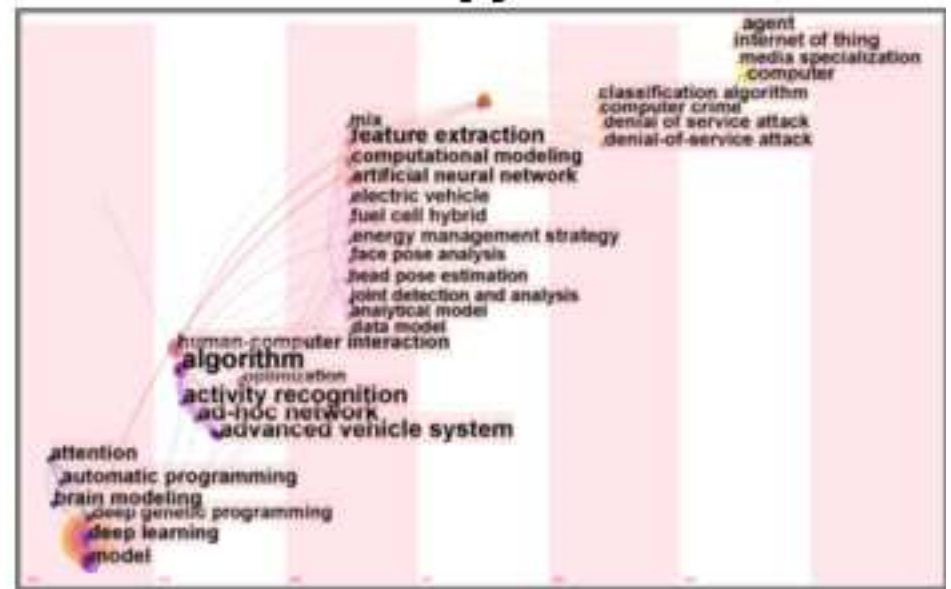 agent
internet of thing
media specialization
computer
classification algorithm
computer crime
denial of service attack
denial-of-service attack
mix
feature extraction
computational modeling
artificial neural network
electric vehicle
fuel cell hybrid
energy management strategy
face pose analysis
head pose estimation
joint detection and analysis
analytical model
data model
human-computer interaction
algorithm
optimization
activity recognition
ad-hoc network
advanced vehicle system
attention
automatic programming
brain modeling
deep genetic programming
deep learning
model